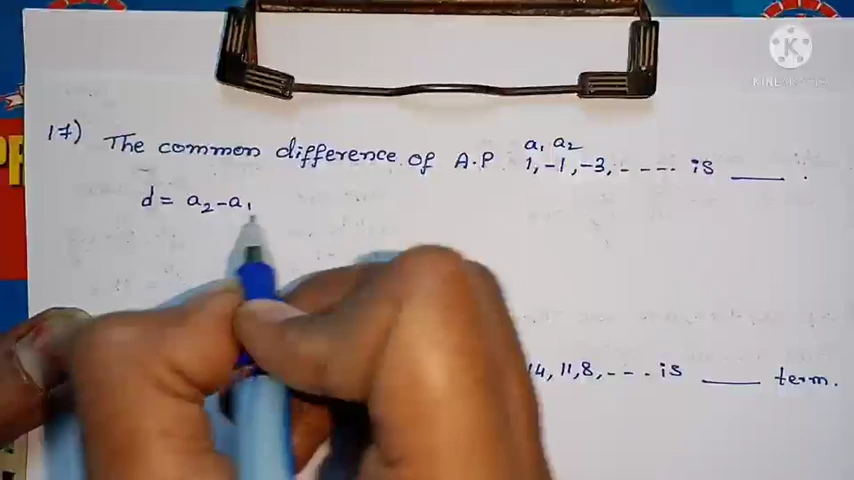 KINEMASTER
17) The common difference of A.P
a₁ a₂
1, -1, -3, - - - - is ____ .
d = a₂ - a₁
14, 11, 8, - - - . is ____ term.